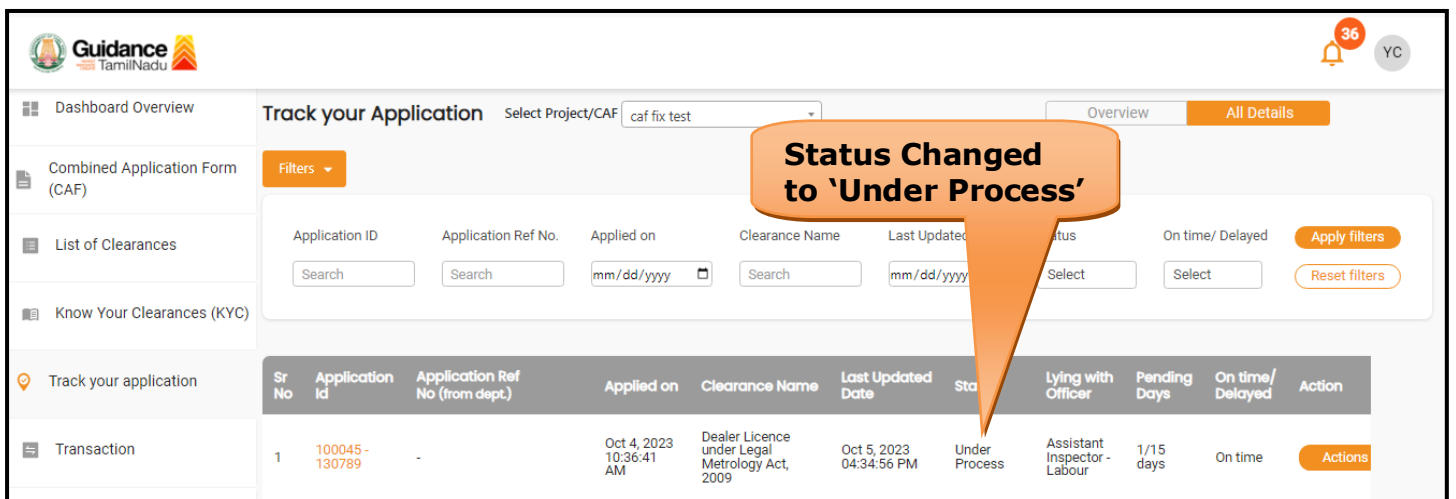 Guidance
TamilNadu
36
YC
Dashboard Overview
Combined Application Form
(CAF)
List of Clearances
Know Your Clearances (KYC)
Track your application
Transaction
Track your Application
Select Project/CAF
caf fix test
Overview
All Details
Filters
Status Changed
to ‘Under Process’
Application ID
Application Ref No.
Applied on
Clearance Name
Last Updated
On time/ Delayed
Apply filters
Search
Search
mm/dd/yyyy
Search
mm/dd/yyyy
Select
Select
Reset filters
Sr
No
Application
Id
Application Ref
No (from dept.)
Applied on
Clearance Name
Last Updated
Date
Lying with
Officer
Pending
Days
On time/
Delayed
Action
1
100045 -
130789
-
Oct 4, 2023
10:36:41
AM
Dealer Licence
under Legal
Metrology Act,
2009
Oct 5, 2023
04:34:56 PM
Under
Process
Assistant
Inspector -
Labour
1/15
days
On time
Actions